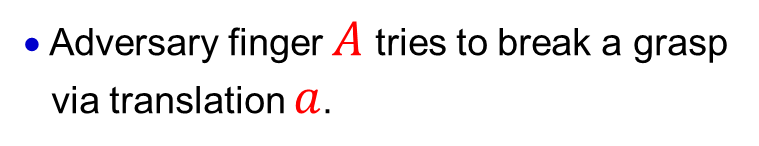 • Adversary finger A tries to break a grasp
via translation a.